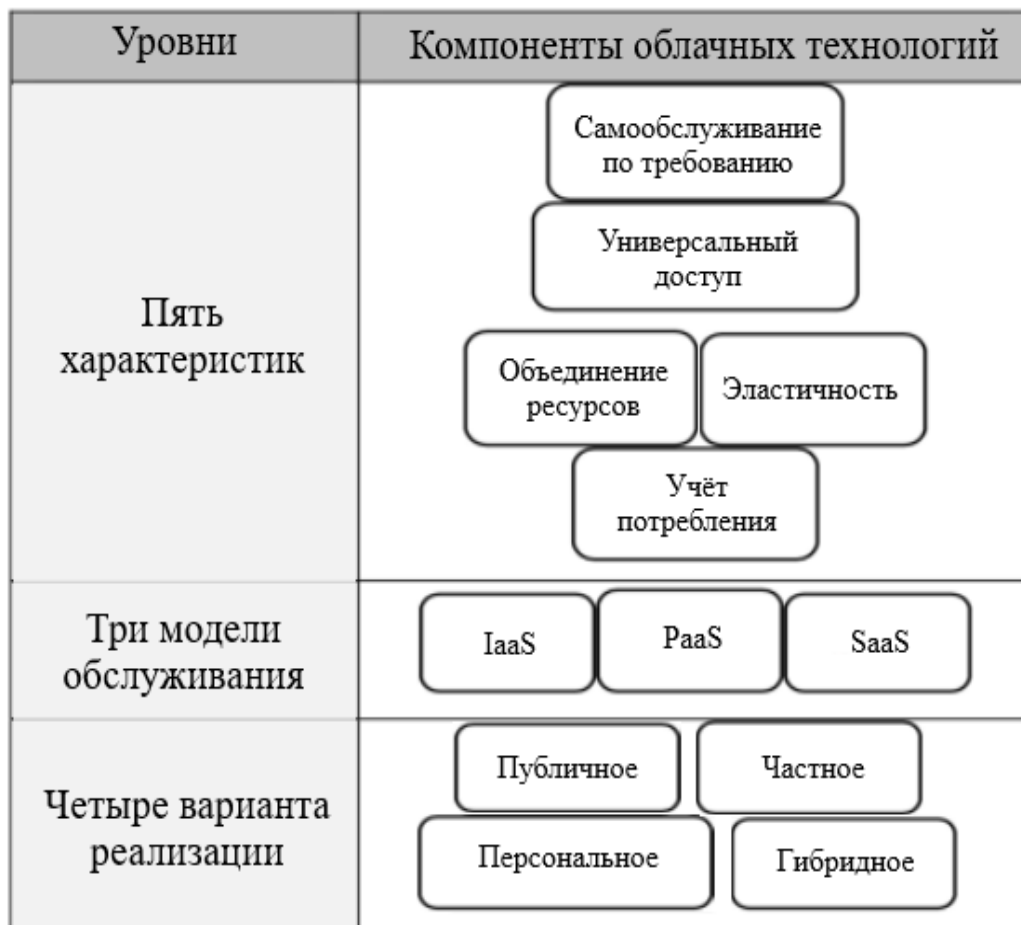 Уровни
Компоненты облачных технологий
Пять
характеристик
Самообслуживание
по требованию
Универсальный
доступ
Объединение
ресурсов
Эластичность
Учёт
потребления
Три модели
обслуживания
IaaS
PaaS
SaaS
Четыре варианта
реализации
Публичное
Частное
Персональное
Гибридное